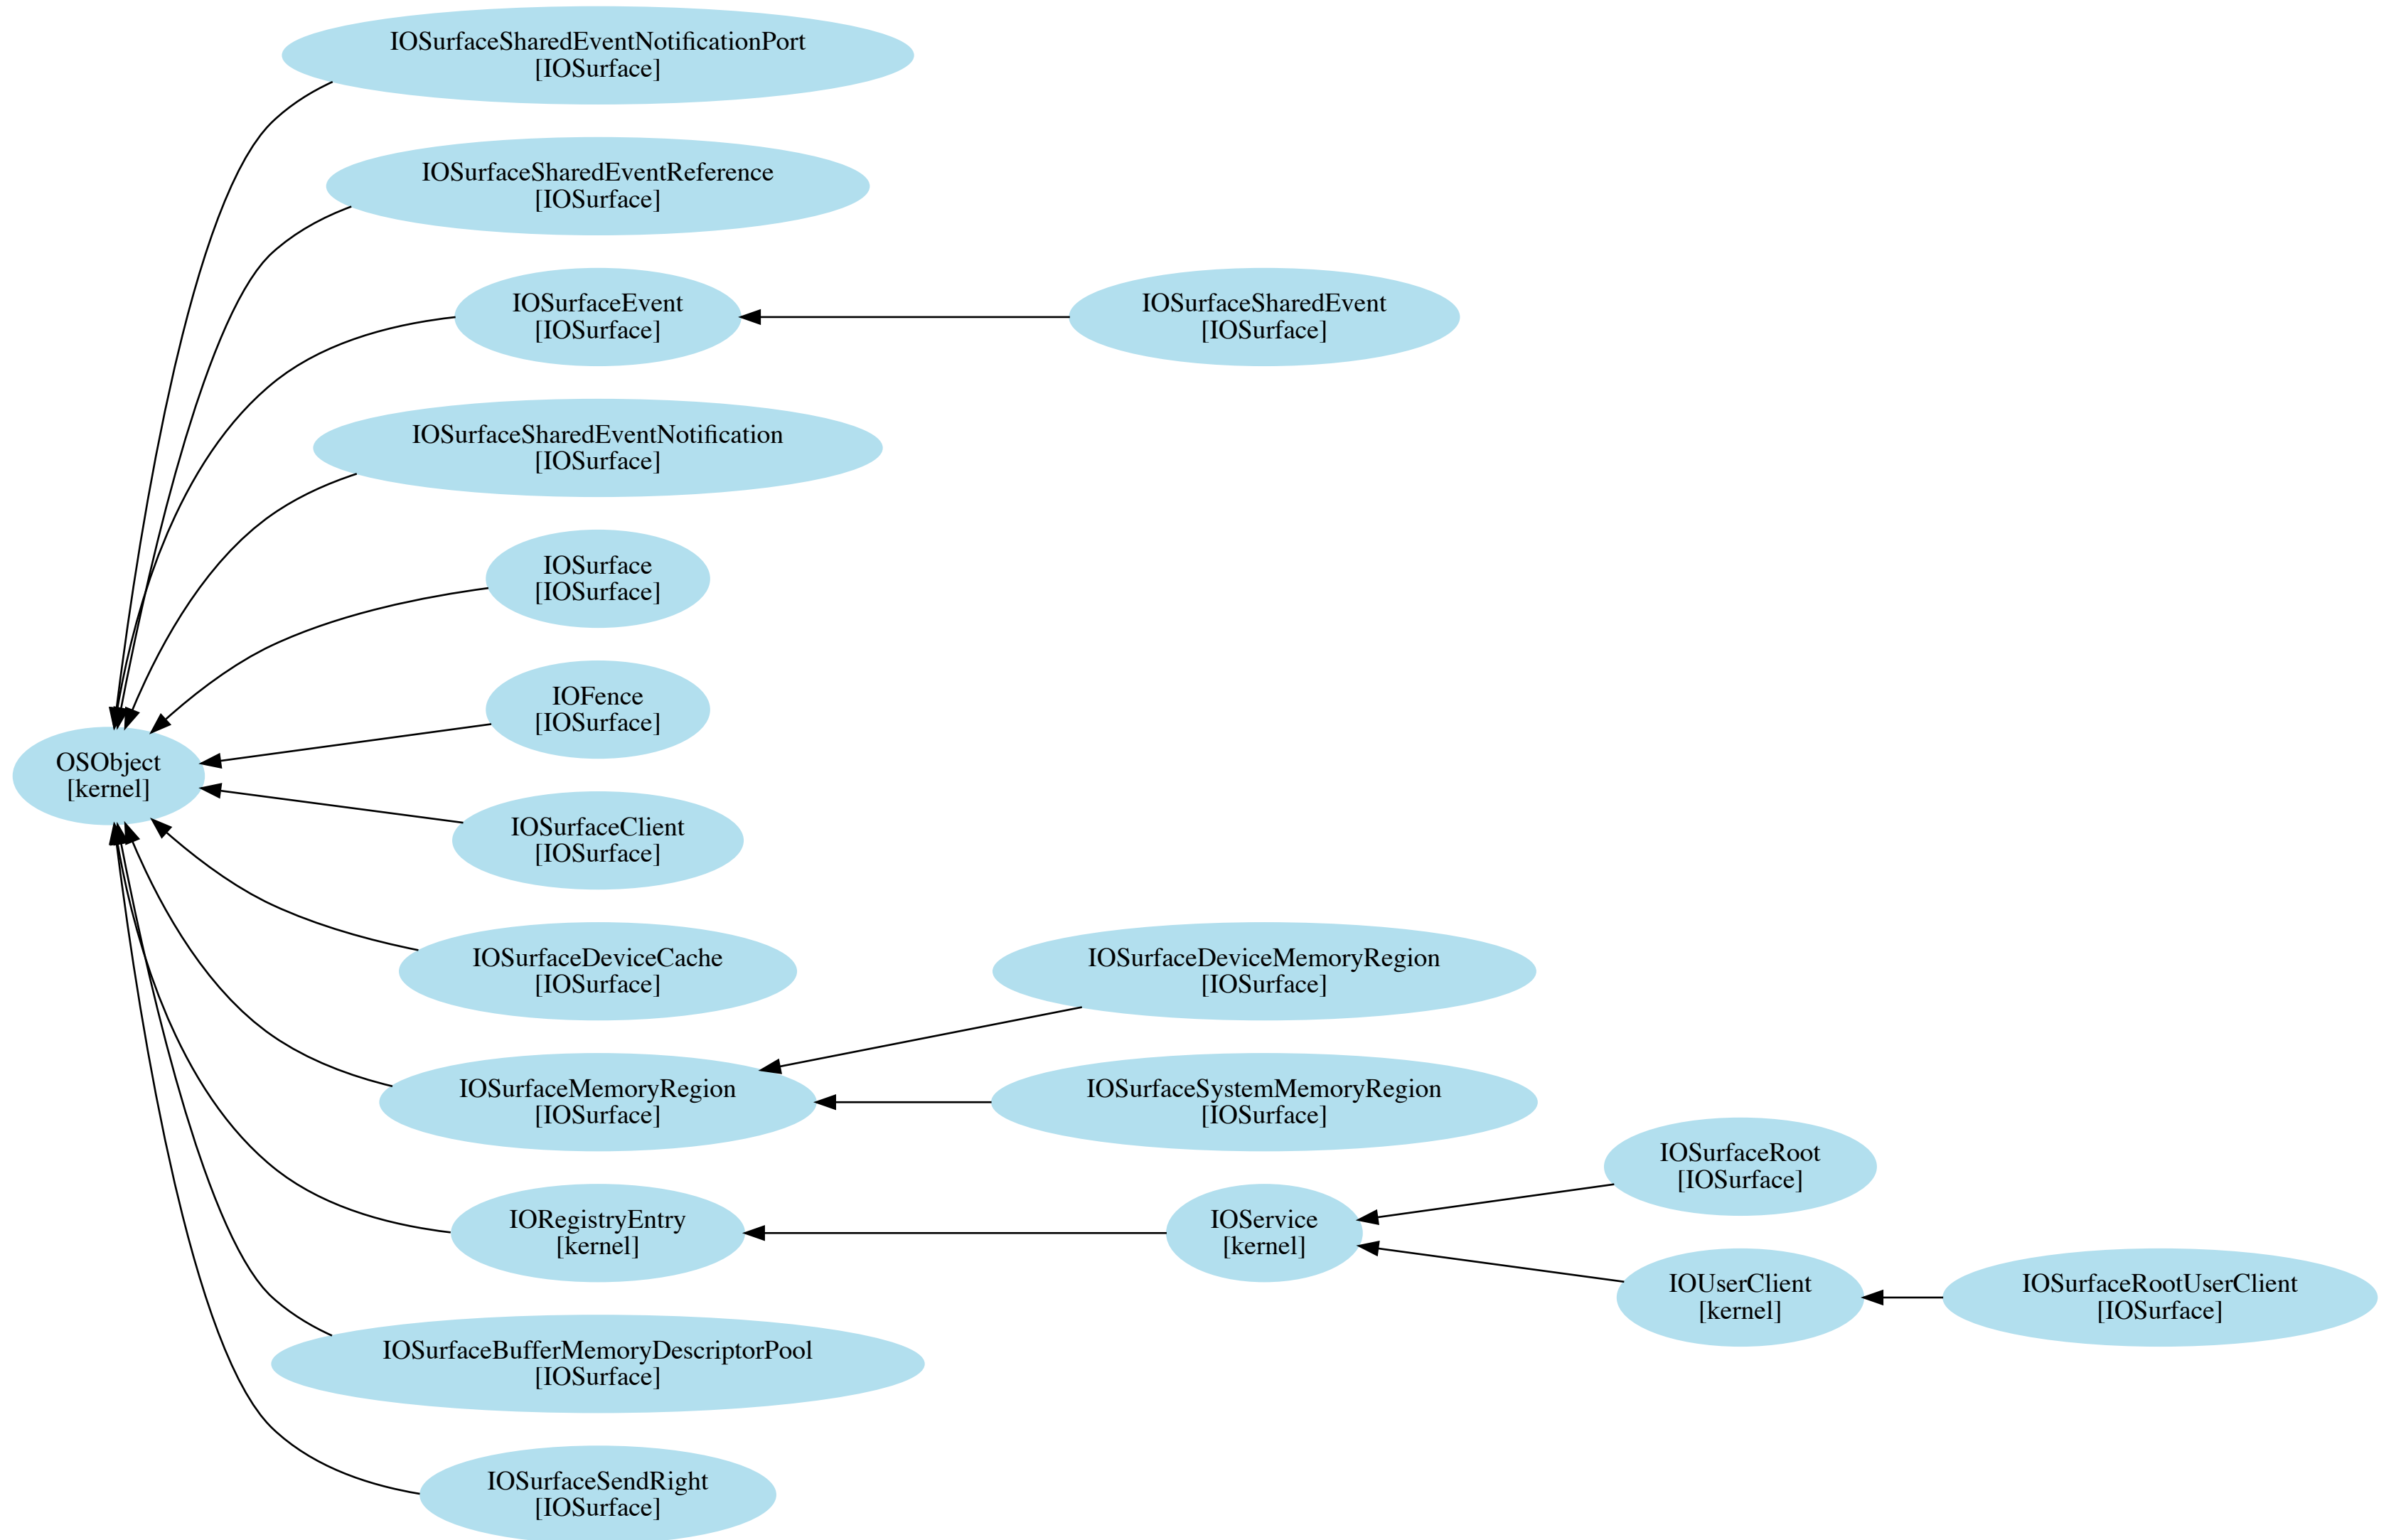 IOSurfaceSharedEventNotificationPort
[IOSurface]
IOSurfaceSharedEventReference
[IOSurface]
IOSurfaceEvent
[IOSurface]
IOSurfaceSharedEvent
[IOSurface]
IOSurfaceSharedEventNotification
[IOSurface]
IOSurface
[IOSurface]
IOFence
[IOSurface]
OSObject
[kernel]
IOSurfaceClient
[IOSurface]
IOSurfaceDeviceCache
[IOSurface]
IOSurfaceDeviceMemoryRegion
[IOSurface]
IOSurfaceMemoryRegion
[IOSurface]
IOSurfaceSystemMemoryRegion
[IOSurface]
IOSurfaceRoot
[IOSurface]
IORegistryEntry
[kernel]
IOService
[kernel]
IOUserClient
[kernel]
IOSurfaceRootUserClient
[IOSurface]
IOSurfaceBufferMemoryDescriptorPool
[IOSurface]
IOSurfaceSendRight
[IOSurface]